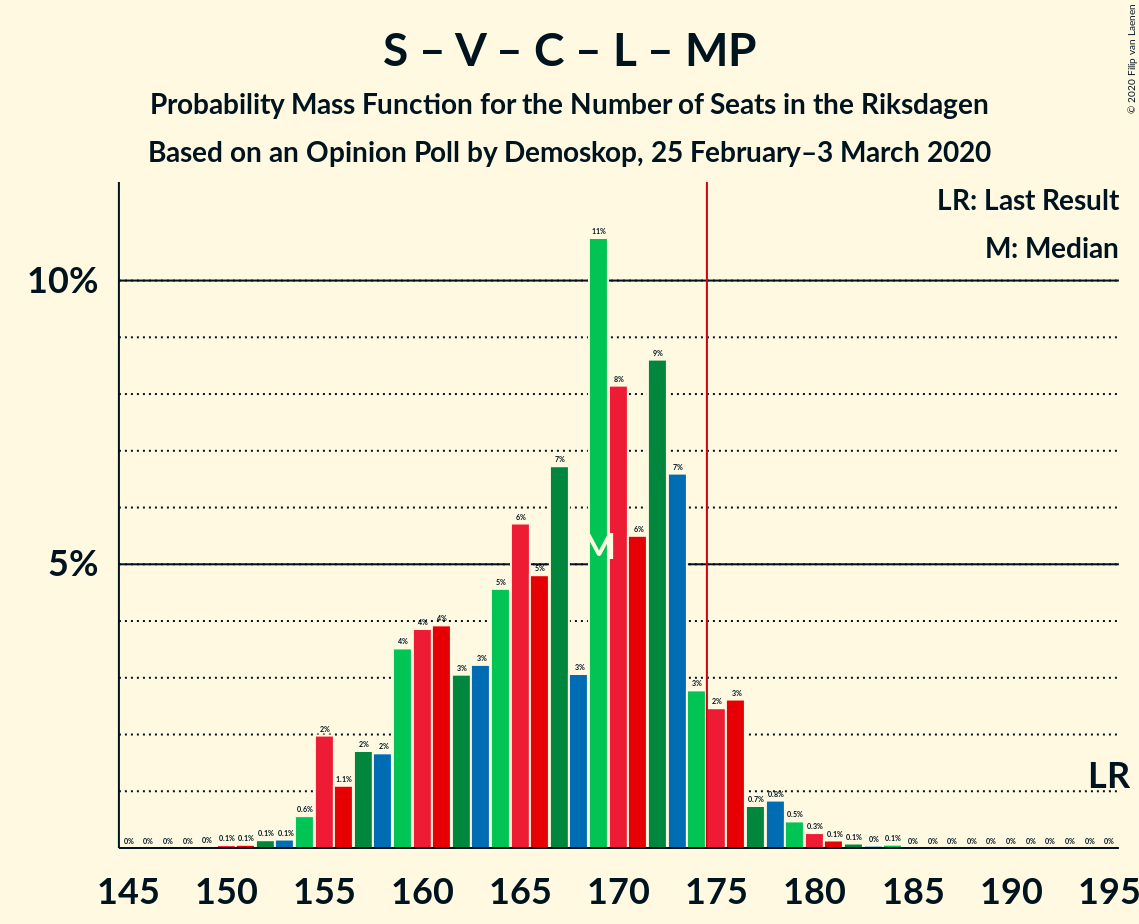 S – V – C – L – MP
Probability Mass Function for the Number of Seats in the Riksdagen
Based on an Opinion Poll by Demoskop, 25 February–3 March 2020
© 2020 Filip van Laenen
LR: Last Result
M: Median
10%
5%
0% 0% 0% 0% 0% 0.1% 0.1% 0.1% 0.1% 0.6% 2% 1.1% 2% 2% 4% 4% 4% 3% 3% 5% 6% 5% 7% 3% 11% 8% 6% 9% 7% 3% 2% 3% 0.7% 0.8% 0.5% 0.3% 0.1% 0.1% 0% 0.1% 0% 0% 0% 0% 0% 0% 0% 0% 0% 0% 0%
M
LR
145 150 155 160 165 170 175 180 185 190 195